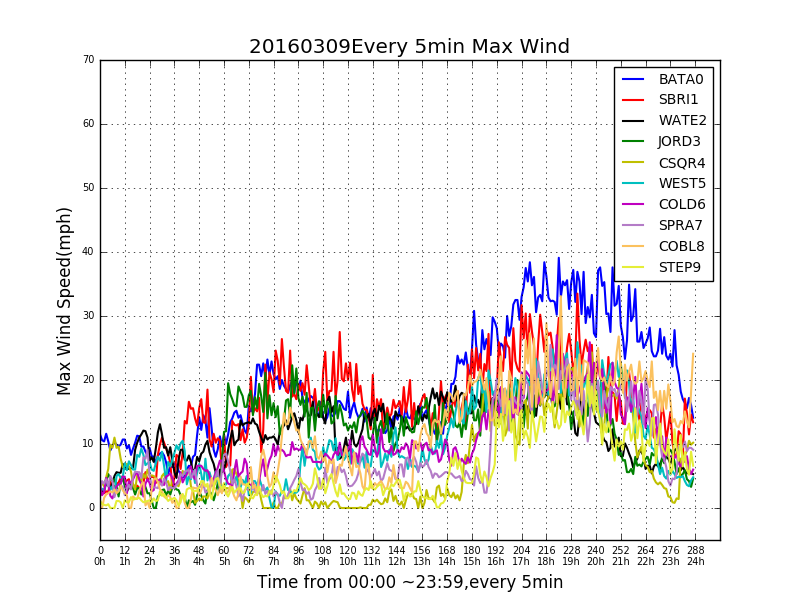 20160309Every 5min Max Wind
70
60
50
40
30
20
10
0
Max Wind Speed(mph)
BATA0
SBRI1
WATE2
JORD3
CSQR4
WEST5
COLD6
SPRA7
COBL8
STEP9
0 12 24 36 48 60 72 84 96 108 120 132 144 156 168 180 192 204 216 228 240 252 264 276 288
0h 1h 2h 3h 4h 5h 6h 7h 8h 9h 10h 11h 12h 13h 14h 15h 16h 17h 18h 19h 20h 21h 22h 23h 24h
Time from 00:00 ~23:59,every 5min